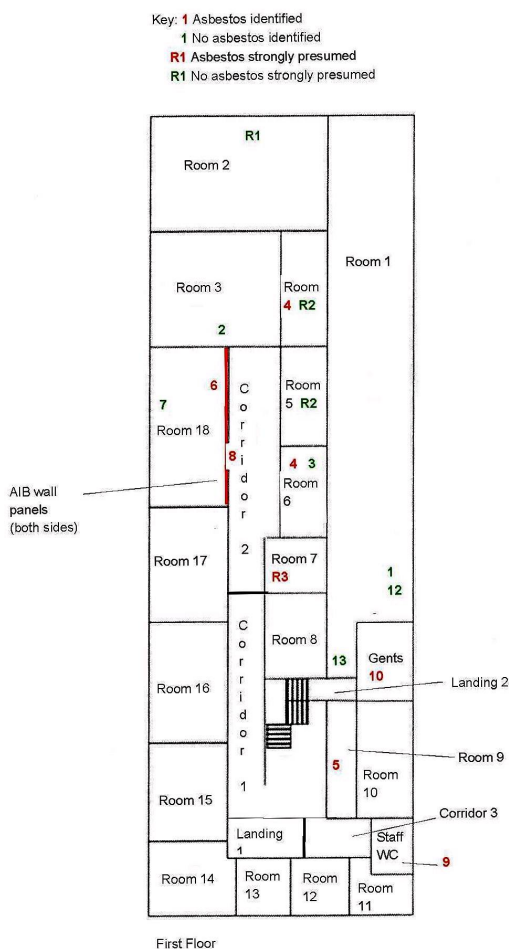 Key: 1 Asbestos identified
1 No asbestos identified
R1 Asbestos strongly presumed
R1 No asbestos strongly presumed
R1
Room 2
Room 1
Room 3
Room
4 R2
2
6
7
Room 18
Corridor 2
Room
5 R2
8
4 3
Room
6
AIB wall
panels
(both sides)
Room 17
Room 7
R3
1
12
Corridor 1
Room 8
13
Gents
10
Landing 2
Room 16
Room 9
5
Room
10
Room 15
Corridor 3
Landing
1
Staff
WC
9
Room 14
Room
13
Room
12
Room
11
First Floor